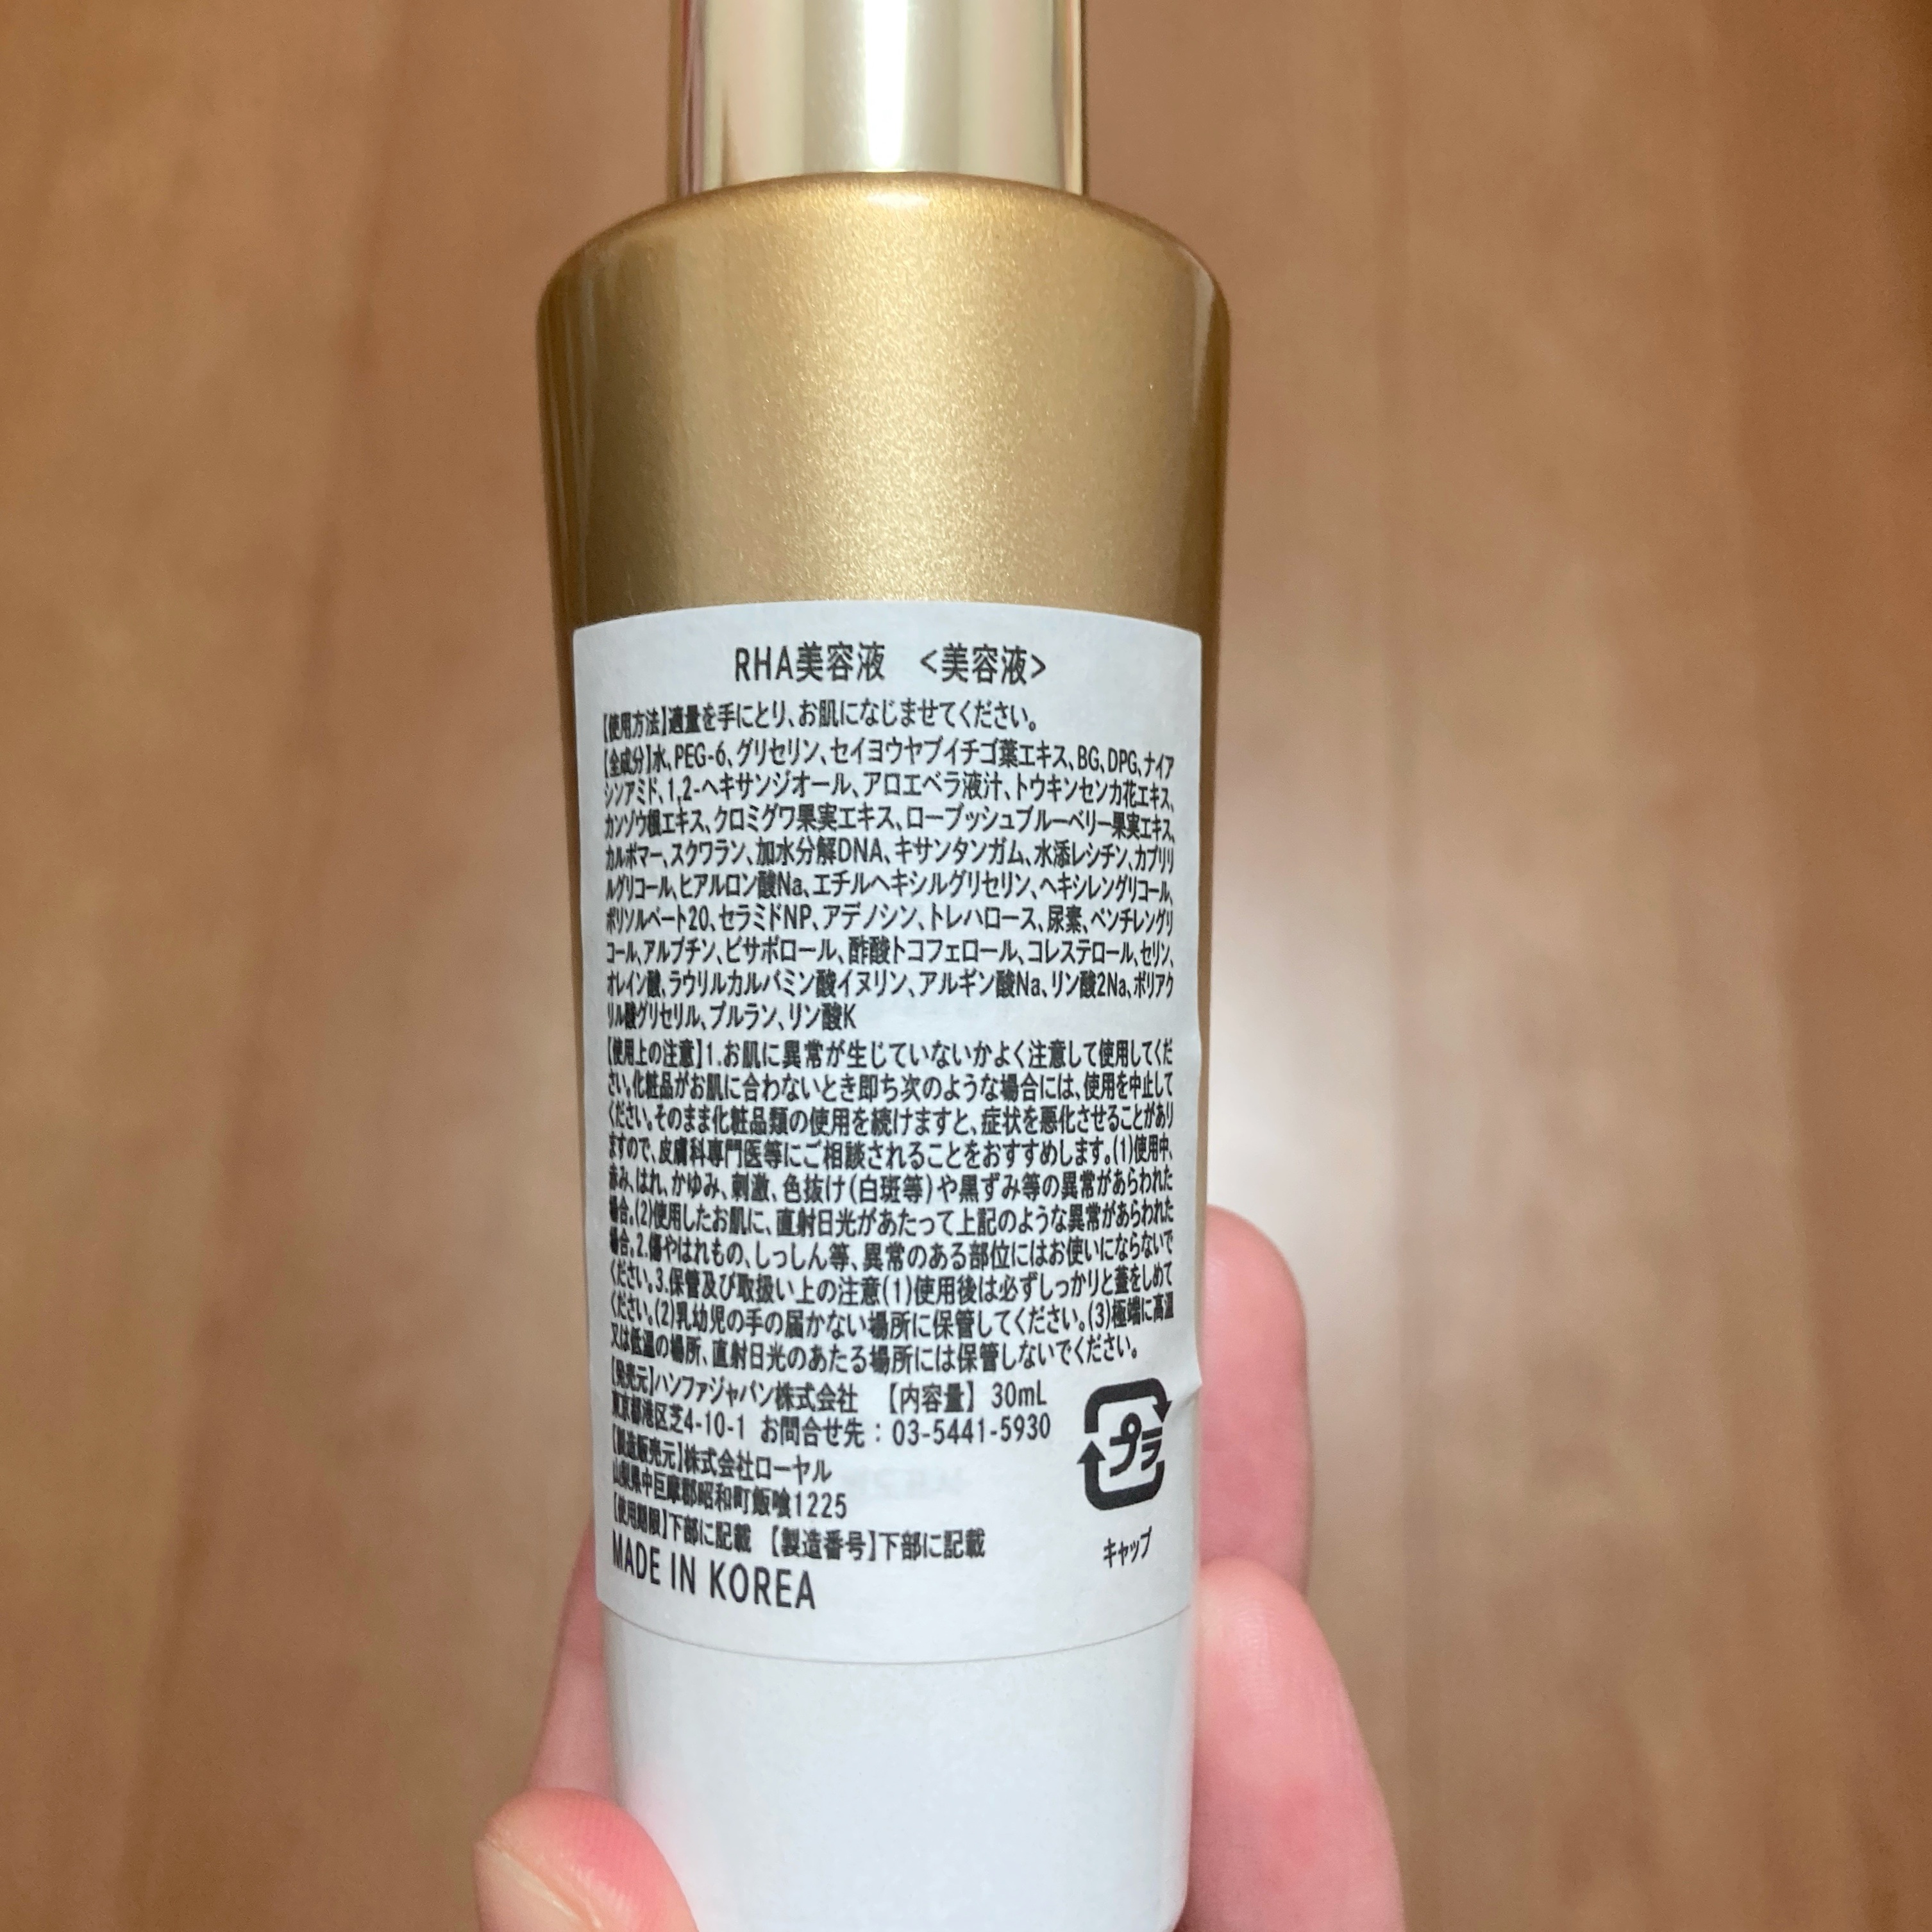 RHA美容液 <美容液>
【使用方法】適量を手にとり、お肌になじませてください。
【全成分】水、PEG-6、グリセリン、セイヨウヤブイチゴ葉エキス、BG、DPG、ナイア
シンアミド、1,2-ヘキサンジオール、アロエベラ液汁、トウキンセンカ花エキス、
カンゾウ根エキス、クロミグワ果実エキス、ローブッシュブルーベリー果実エキス、
カルボマー、スクワラン、加水分解DNA、キサンタンガム、水添レシチン、カプリリ
ルグリコール、ヒアルロン酸Na、エチルヘキシルグリセリン、ヘキシレングリコール、
ポリソルベート20、セラミドNP、アデノシン、トレハロース、尿素、ペンチレングリ
コール、アルブチン、ビサボロール、酢酸トコフェロール、コレステロール、セリン、
オレイン酸、ラウリルカルバミン酸イヌリン、アルギン酸Na、リン酸2Na、ポリアク
リル酸グリセリル、プルラン、リン酸K
【使用上の注意】1.お肌に異常が生じていないかよく注意して使用してくだ
さい。化粧品がお肌に合わないとき即ち次のような場合には、使用を中止して
ください。そのまま化粧品類の使用を続けますと、症状を悪化させることがあり
ますので、皮膚科専門医等にご相談されることをおすすめします。(1)使用中、
赤み、はれ、かゆみ、刺激、色抜け(白斑等)や黒ずみ等の異常があらわれた
場合。(2)使用したお肌に、直射日光があたって上記のような異常があらわれた
場合。2.傷やはれもの、しっしん等、異常のある部位にはお使いにならないで
ください。3.保管及び取扱い上の注意(1)使用後は必ずしっかりと蓋をしめて
ください。(2)乳幼児の手の届かない場所に保管してください。(3)極端に高温
又は低温の場所、直射日光のあたる場所には保管しないでください。
【発売元】ハンファジャパン株式会社 【内容量】 30mL
東京都港区芝4-10-1 お問合せ先：03-5441-5930
【製造販売元】株式会社ローヤル
山梨県中巨摩郡昭和町飯喰1225
【使用期限】下部に記載 【製造番号】下部に記載
MADE IN KOREA
プラ
キャップ